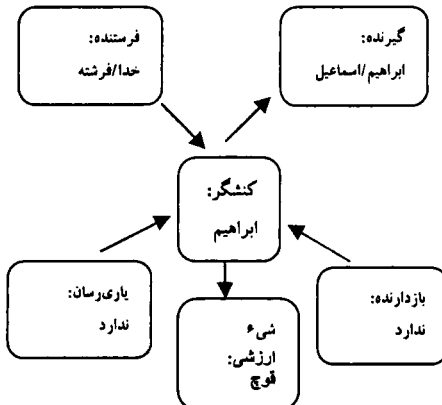 گیرنده:
ابراهیم/اسماعیل
فرستنده:
خدا/فرشته
کنشگر:
ابراهیم
بازدارنده:
ندارد
یاری‌رسان:
ندارد
شیء
ارزشی:
قوچ